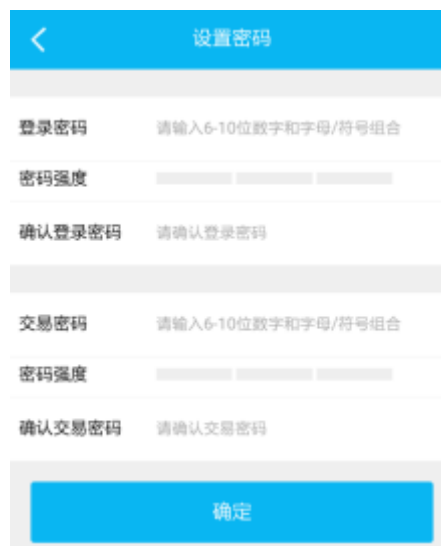 设置密码
登录密码 请输入6-10位数字和字母/符号组合
密码强度
确认登录密码 请确认登录密码
交易密码 请输入6-10位数字和字母/符号组合
密码强度
确认交易密码 请确认交易密码
确定